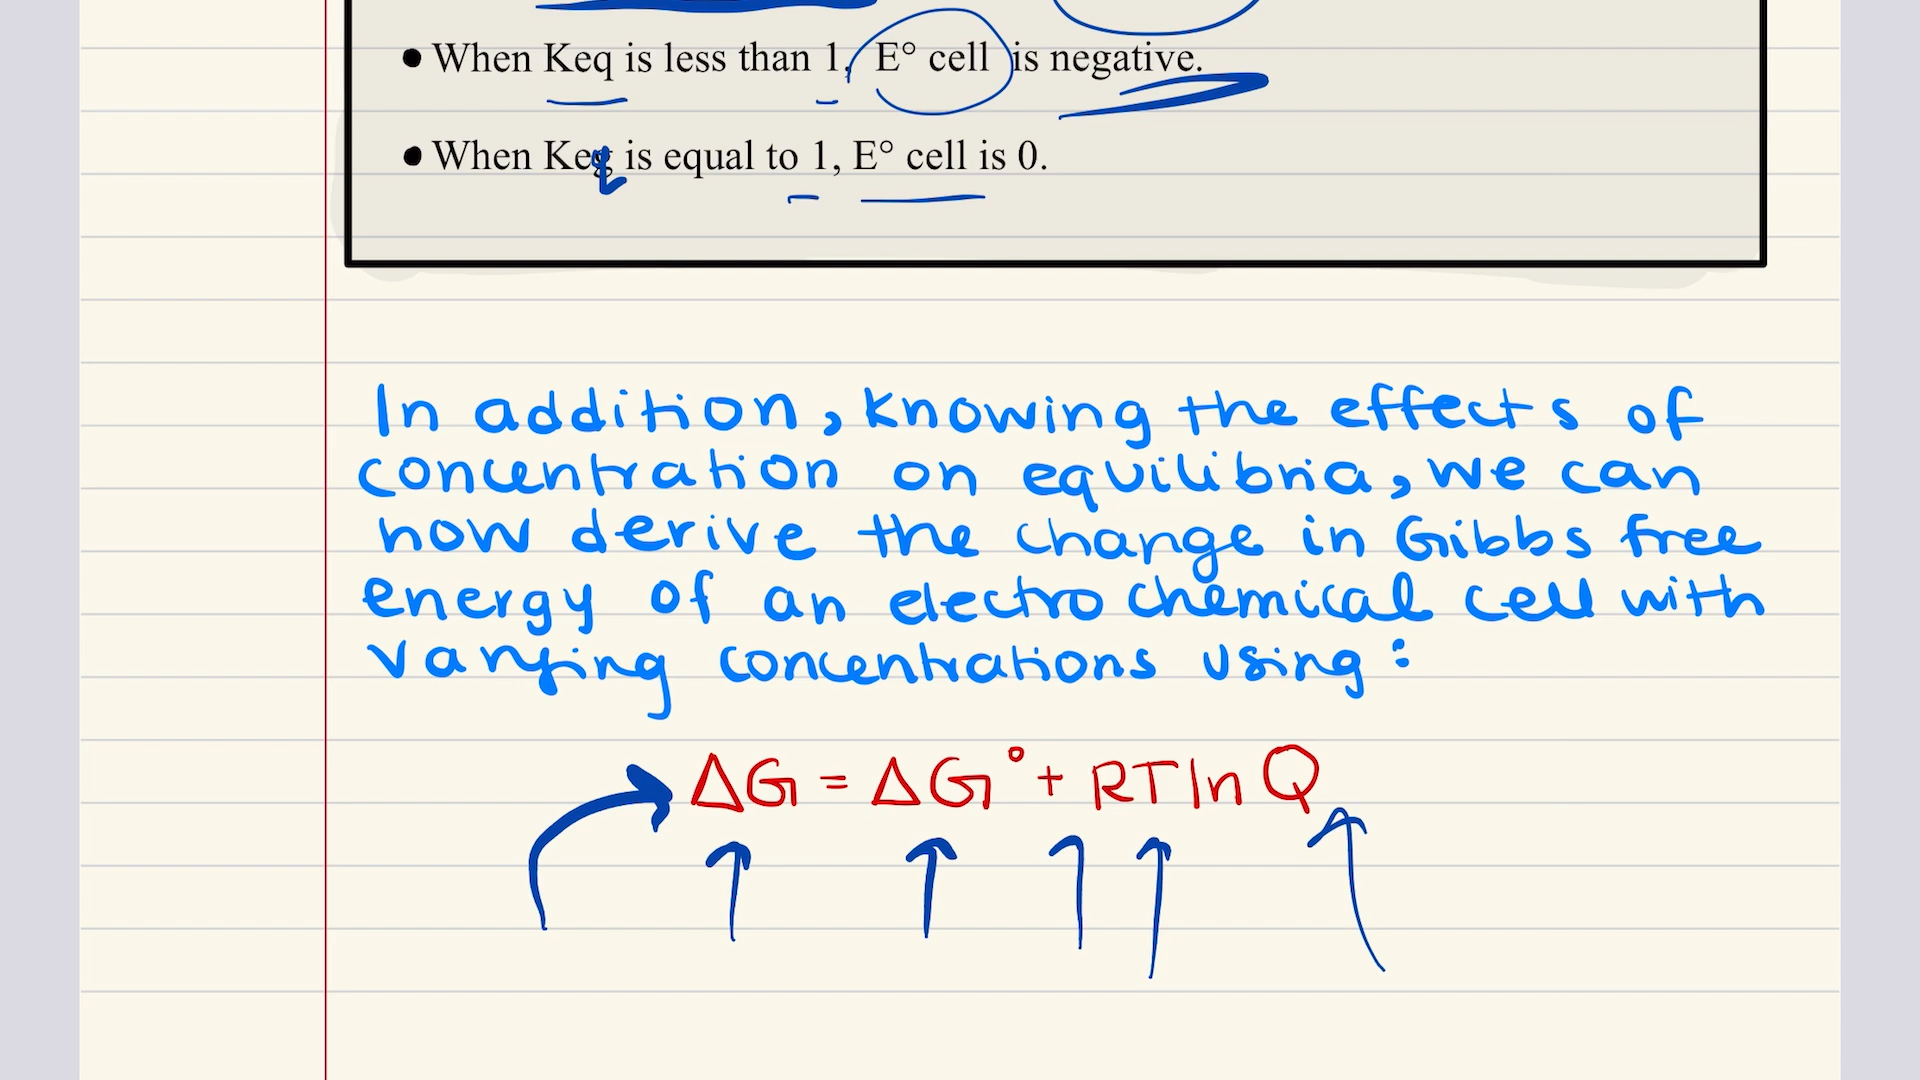 • When Keq is less than 1, E° cell is negative.
• When Keq is equal to 1, E° cell is 0.
In addition, knowing the effects of
concentration on equilibria, we can
now derive the change in Gibbs free
energy of an electrochemical cell with
varying concentrations using:
ΔG = ΔG° + RTlnQ